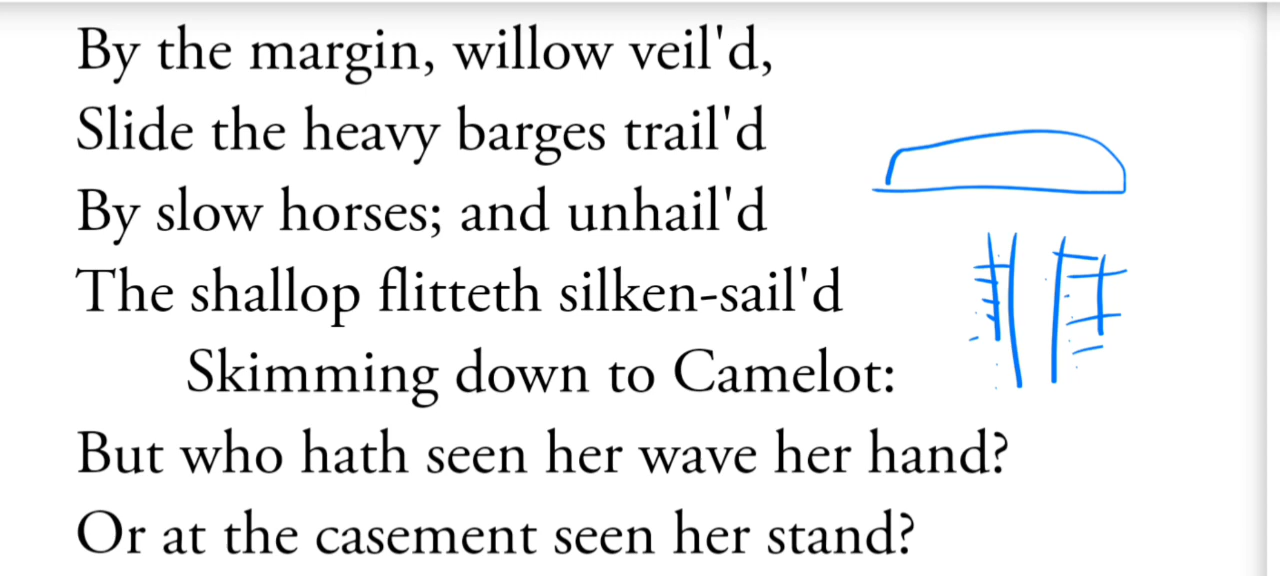 By the margin, willow veil'd,
Slide the heavy barges trail'd
By slow horses; and unhail'd
The shallop flitteth silken-sail'd
Skimming down to Camelot:
But who hath seen her wave her hand?
Or at the casement seen her stand?